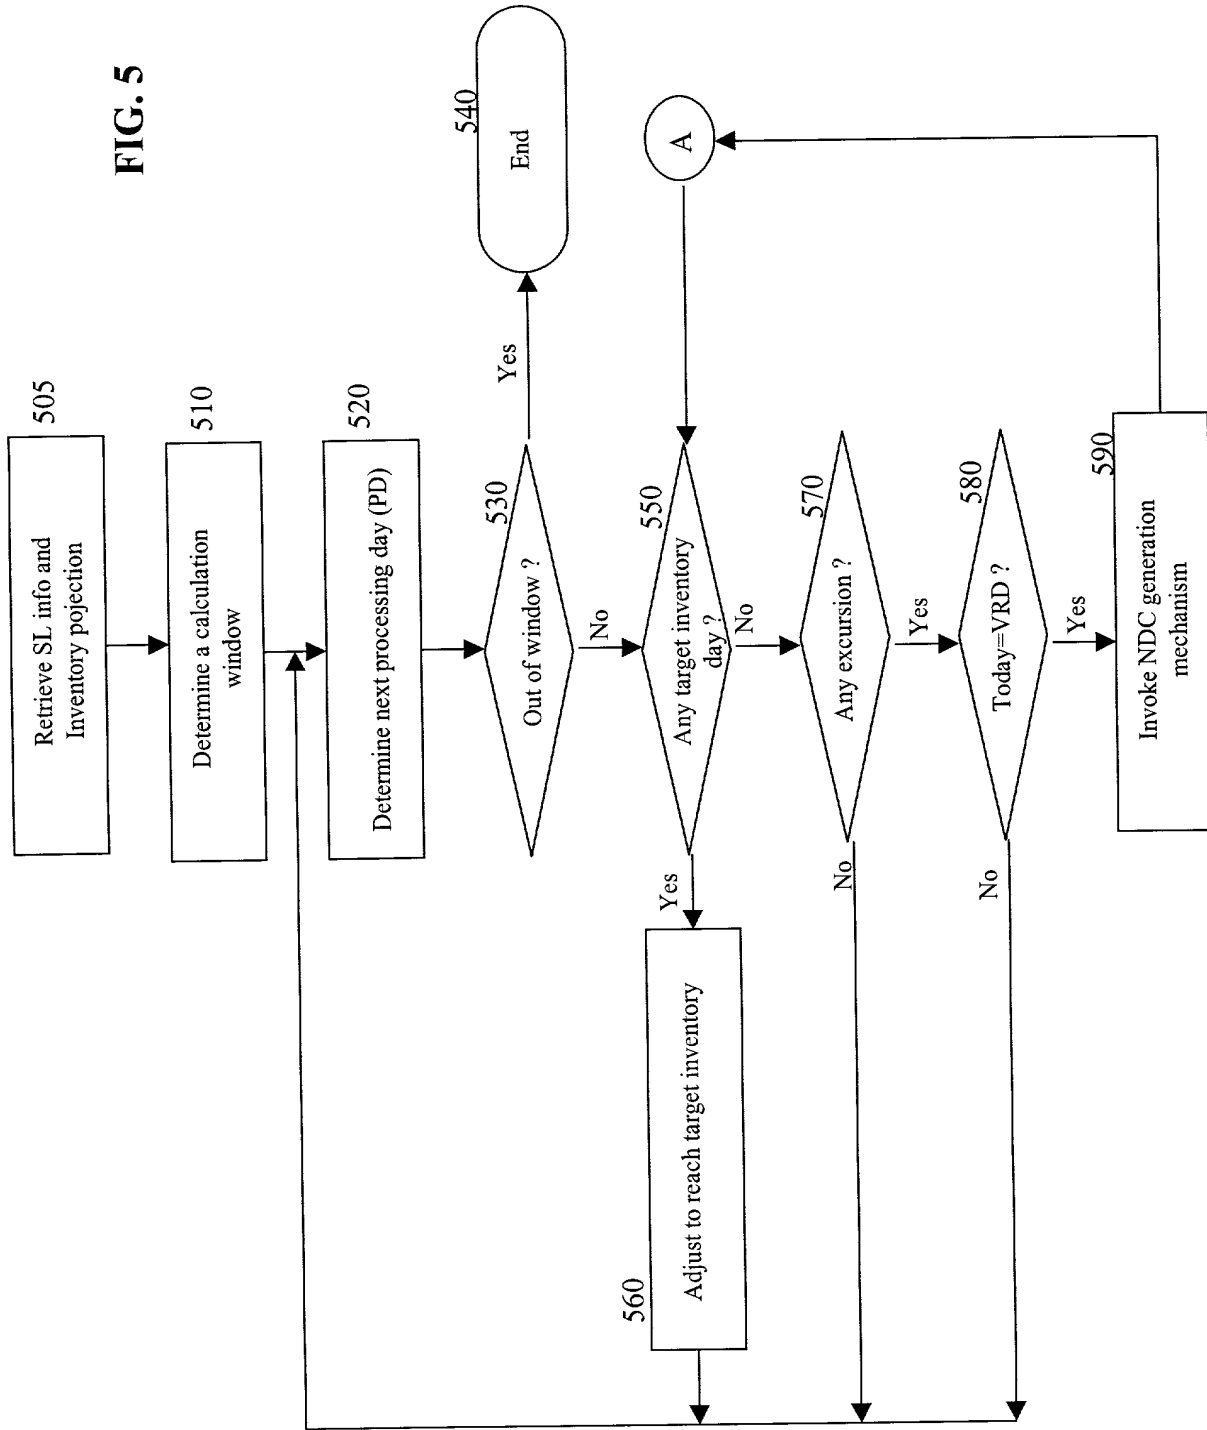 FIG. 5
505
Retrieve SL info and
Inventory pojection
510
Determine a calculation
window
520
Determine next processing day (PD)
530
Out of window ?
Yes
540
End
No
550
Any target inventory
day ?
A
Yes
560
Adjust to reach target inventory
No
570
Any excursion ?
No
Yes
580
Today=VRD ?
No
Yes
590
Invoke NDC generation
mechanism